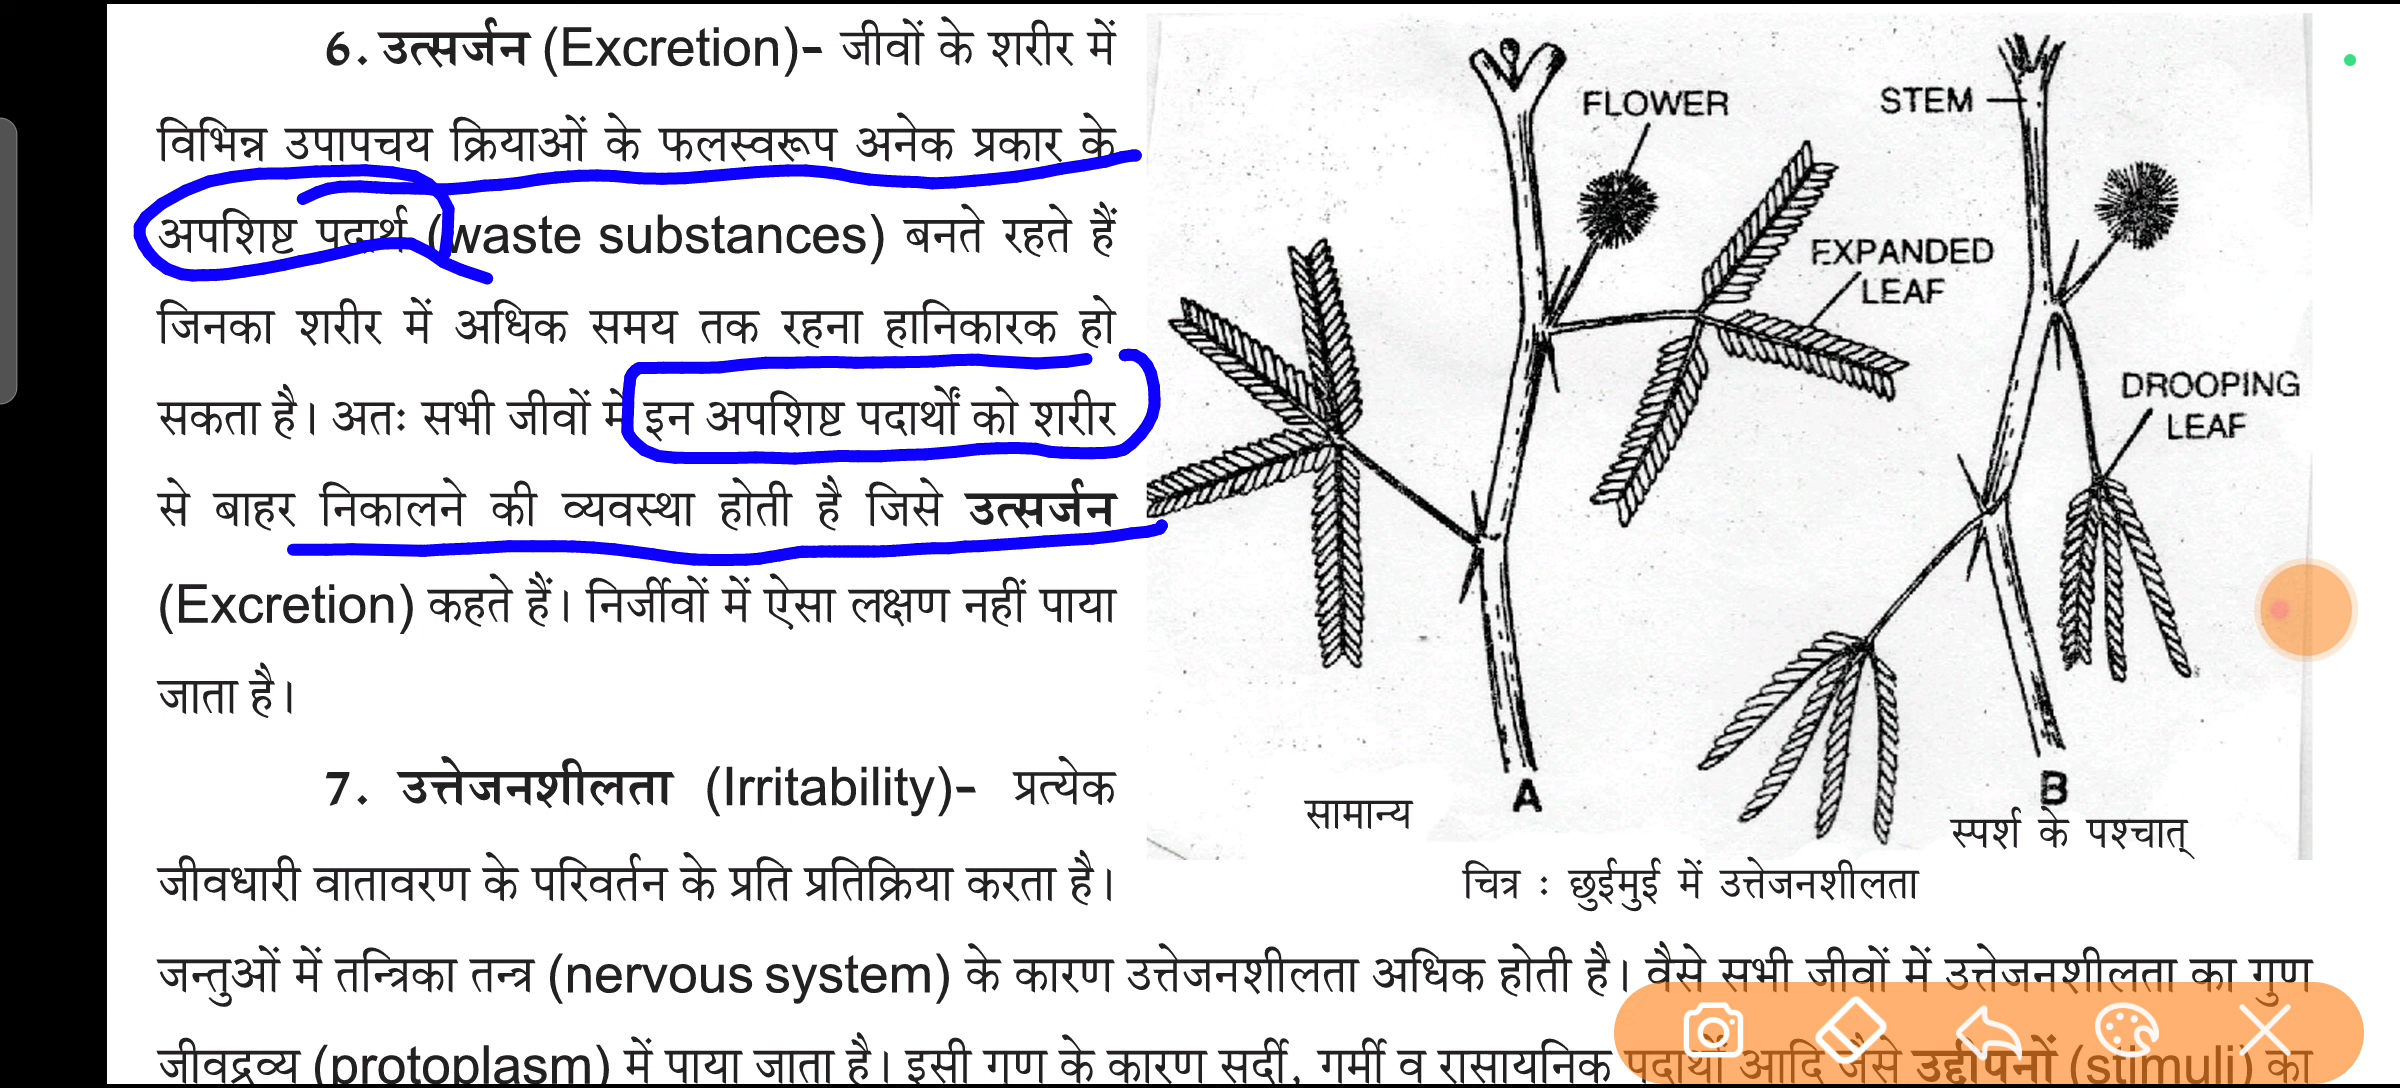 6. उत्सर्जन (Excretion)- जीवों के शरीर में
विभिन्न उपापचय क्रियाओं के फलस्वरूप अनेक प्रकार के
अपशिष्ट पदार्थ (waste substances) बनते रहते हैं
जिनका शरीर में अधिक समय तक रहना हानिकारक हो
सकता है। अतः सभी जीवों में इन अपशिष्ट पदार्थों को शरीर
से बाहर निकालने की व्यवस्था होती है जिसे उत्सर्जन
(Excretion) कहते हैं। निर्जीवों में ऐसा लक्षण नहीं पाया
जाता है।
7. उत्तेजनशीलता (Irritability)- प्रत्येक
जीवधारी वातावरण के परिवर्तन के प्रति प्रतिक्रिया करता है।
जन्तुओं में तन्त्रिका तन्त्र (nervous system) के कारण उत्तेजनशीलता अधिक होती है। वैसे सभी जीवों में उत्तेजनशीलता का गुण
जीवद्रव्य (protoplasm) में पाया जाता है। इसी गुण के कारण सर्दी, गर्मी व रासायनिक पदार्थों आदि जैसे उद्दीपनों (stimuli) का
FLOWER
STEM
EXPANDED
LEAF
DROOPING
LEAF
A
B
सामान्य
स्पर्श के पश्चात्
चित्र : छुईमुई में उत्तेजनशीलता